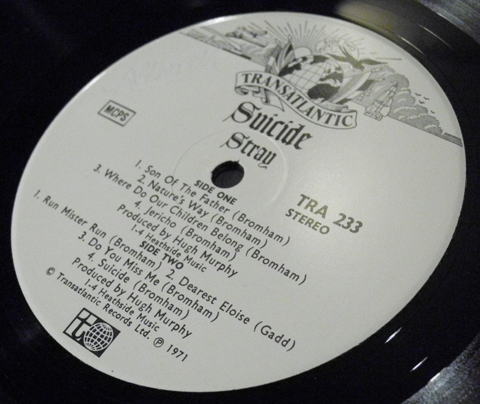 TRANSATLANTIC
Suicide
Stray
MCPS
SIDE ONE
TRA 233
STEREO
1. Son Of The Father (Bromham)
2. Nature's Way (Bromham)
3. Where Do Our Children Belong (Bromham)
4. Jericho (Bromham)
Produced by Hugh Murphy
1-4 Heathside Music
SIDE TWO
1. Run Mister Run (Bromham) 2. Dearest Eloise (Gadd)
3. Do You Miss Me (Bromham)
4. Suicide (Bromham)
Produced by Hugh Murphy
1-4 Heathside Music
© Transatlantic Records Ltd. ℗ 1971